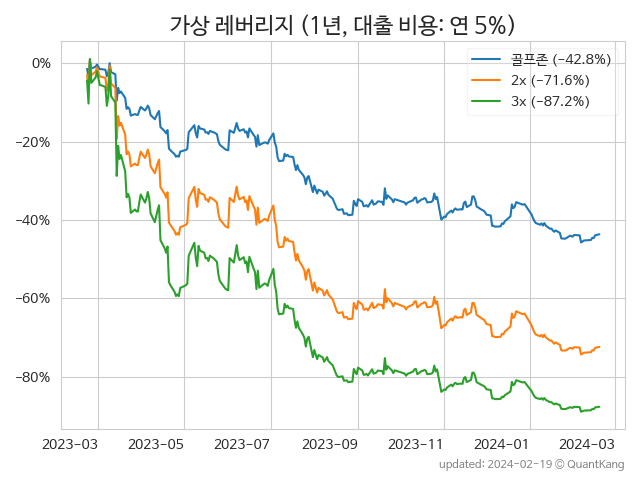 가상 레버리지 (1년, 대출 비용: 연 5%)
골프존 (−42.8%)
2x (−71.6%)
3x (−87.2%)
0%
−20%
−40%
−60%
−80%
2023-03 2023-05 2023-07 2023-09 2023-11 2024-01 2024-03
updated: 2024-02-19 © QuantKang